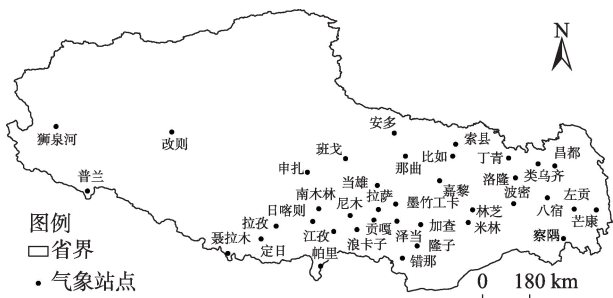 N
安多
索县
狮泉河
改则
班戈
那曲
比如
丁青
昌都
类乌齐
普兰
申扎
当雄
嘉黎
洛隆
波密
南木林
拉萨
墨竹工卡
八宿
左贡
日喀则
尼木
林芝
芒康
图例
省界
气象站点
拉孜
江孜
贡嘎
浪卡子
泽当
加查
米林
察隅
聂拉木
定日
帕里
隆子
错那
0 180 km